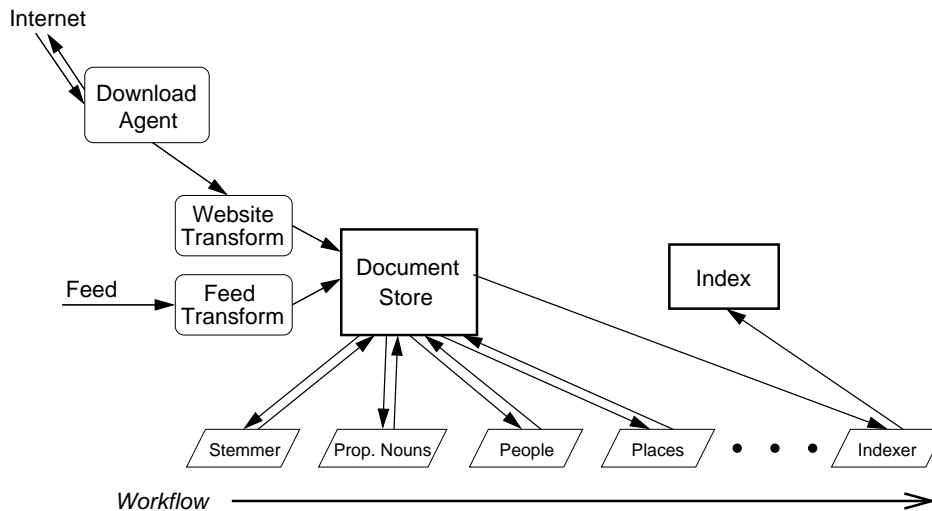 Internet
Download
Agent
Website
Transform
Feed
Feed
Transform
Document
Store
Index
Stemmer
Prop. Nouns
People
Places
Indexer
Workflow